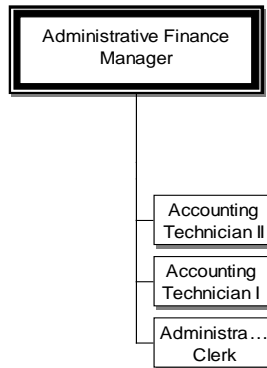 Administrative Finance
Manager
Accounting
Technician II
Accounting
Technician I
Administra…
Clerk